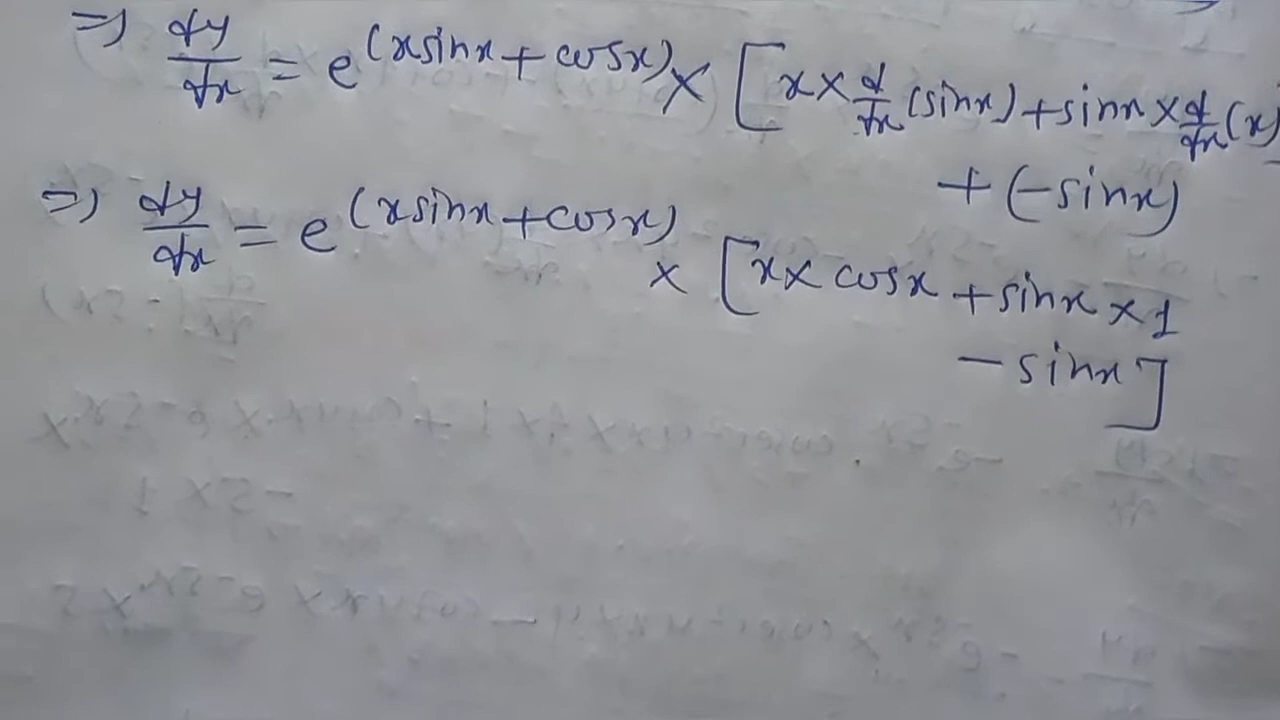 =) dy/dx = e^(xsinx + cosx) × [x × d/dx (sinx) + sinx × d/dx (x)
+ (-sinx)
=) dy/dx = e^(xsinx + cosx) × [x × cosx + sinx × 1
- sinx]